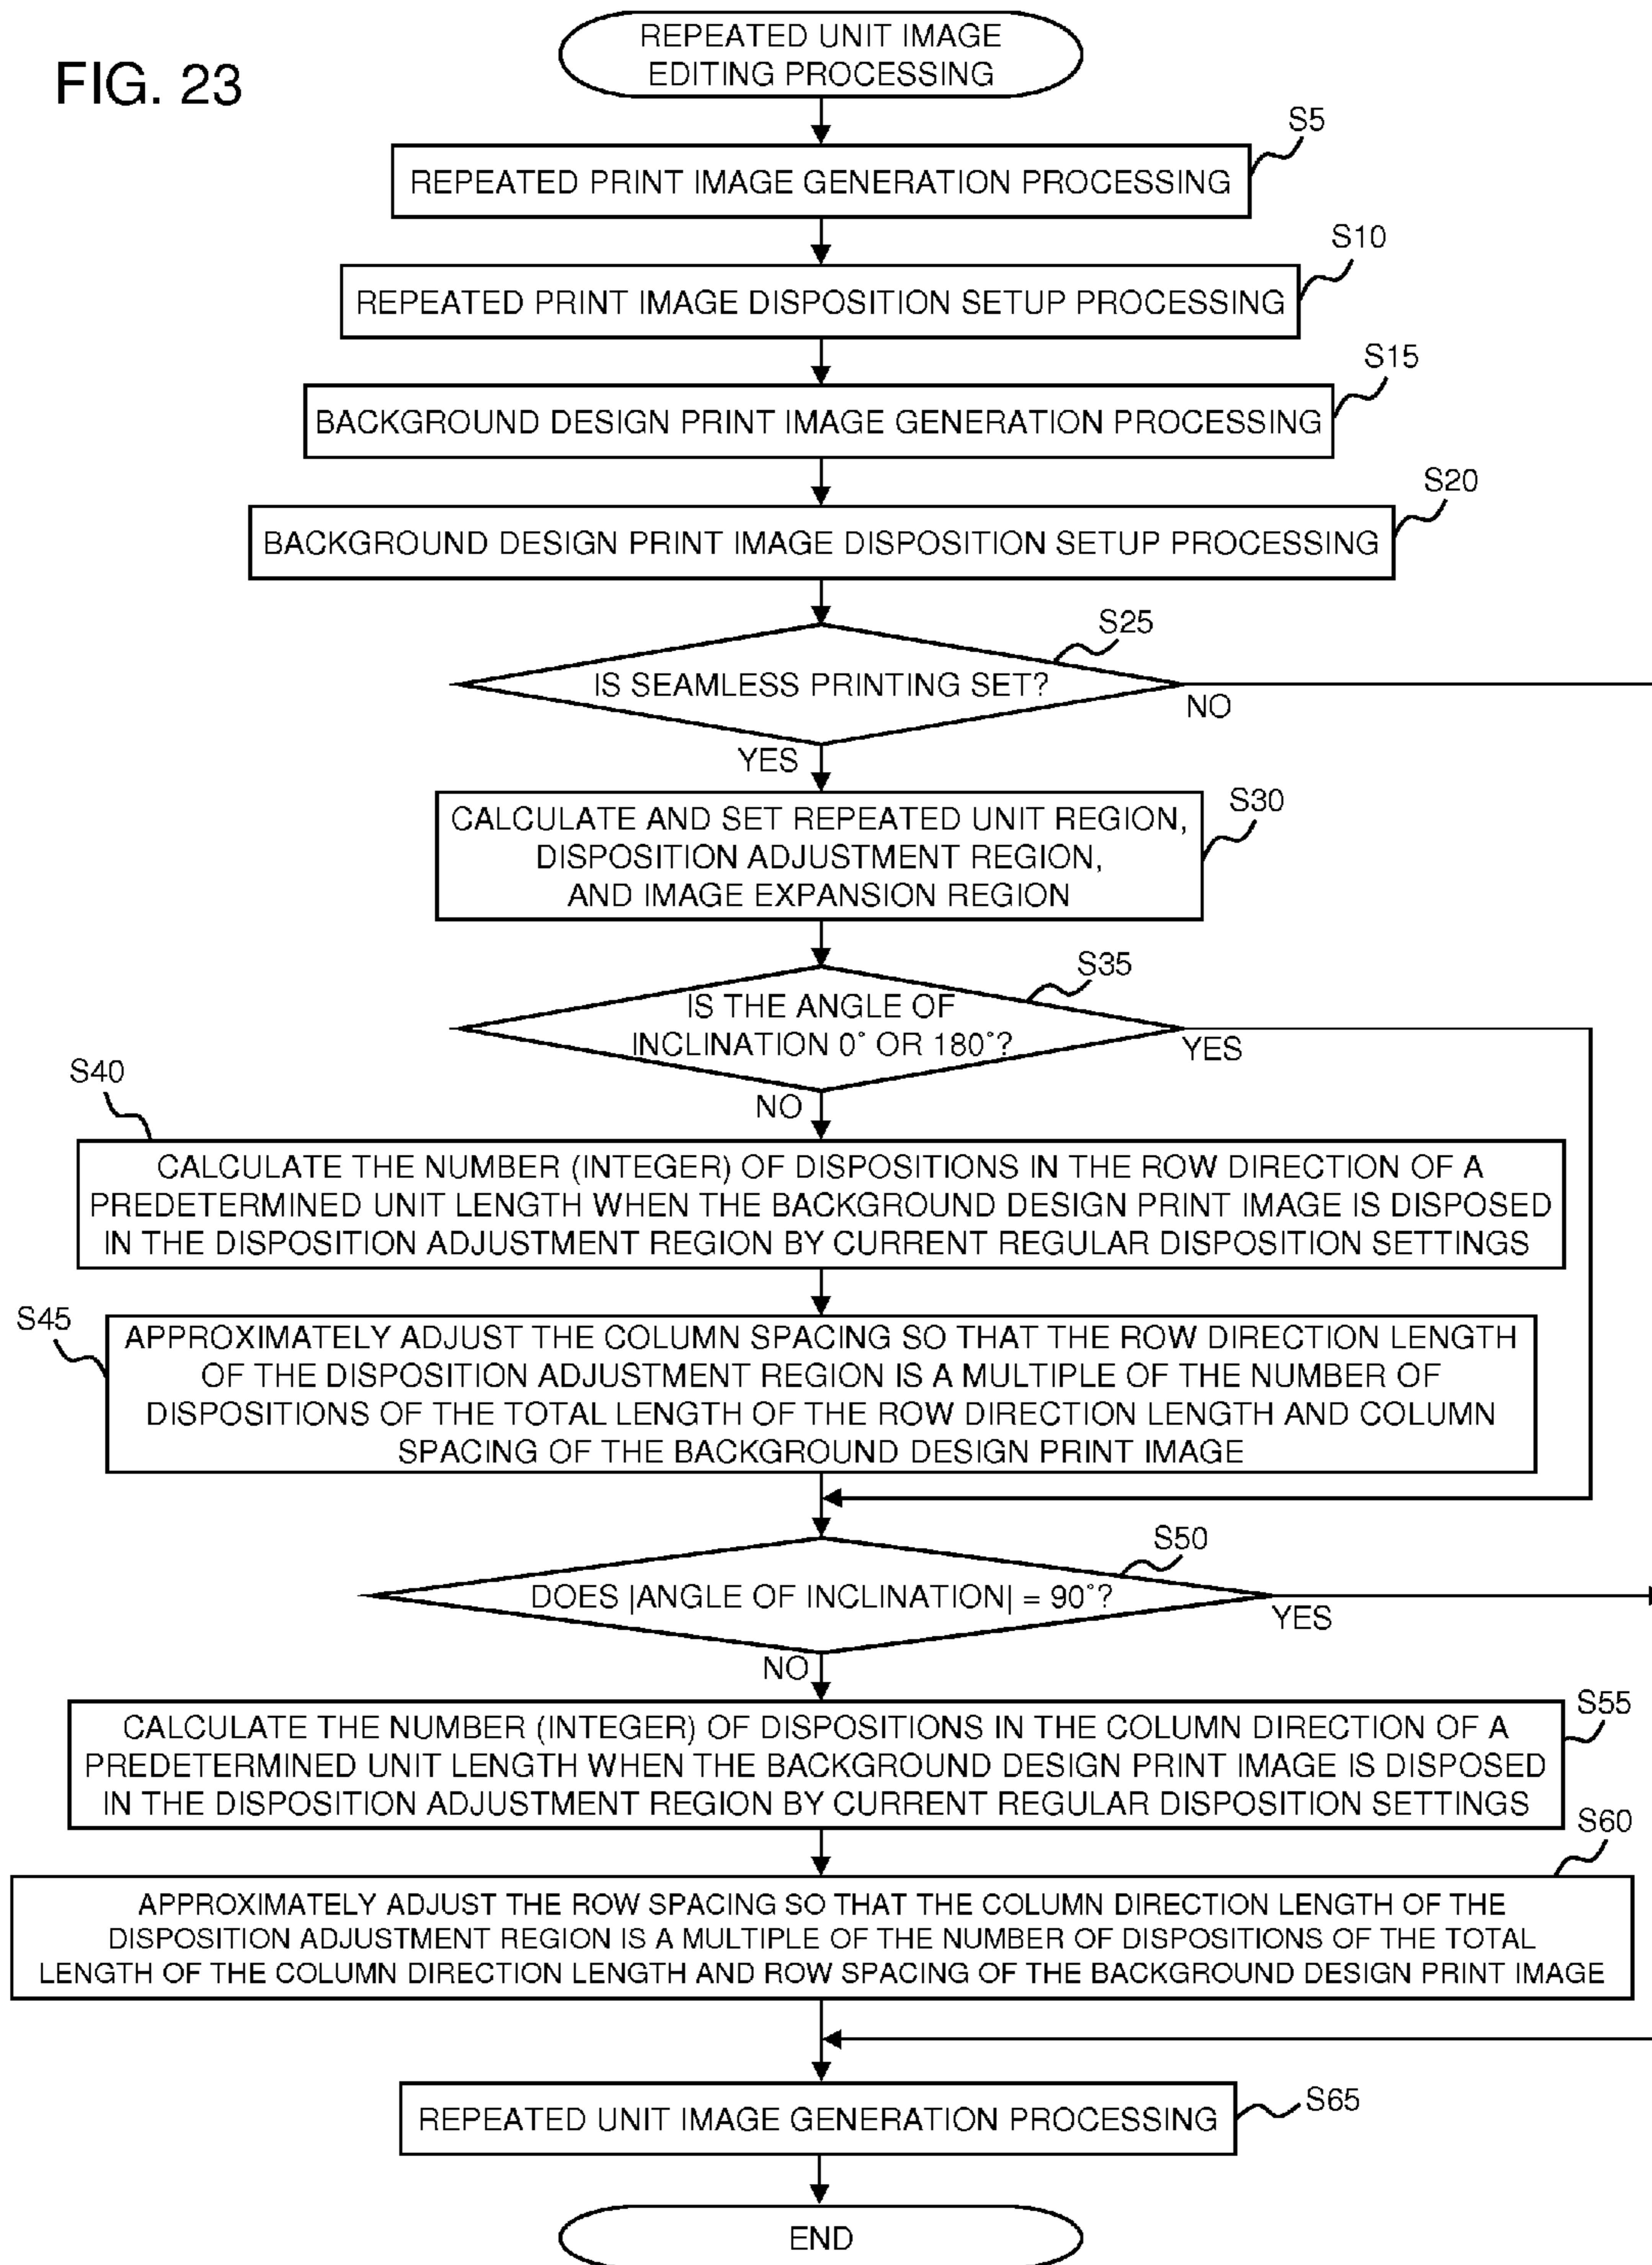 FIG. 23
REPEATED UNIT IMAGE
EDITING PROCESSING
S5
REPEATED PRINT IMAGE GENERATION PROCESSING
S10
REPEATED PRINT IMAGE DISPOSITION SETUP PROCESSING
S15
BACKGROUND DESIGN PRINT IMAGE GENERATION PROCESSING
S20
BACKGROUND DESIGN PRINT IMAGE DISPOSITION SETUP PROCESSING
S25
IS SEAMLESS PRINTING SET?
NO
YES
S30
CALCULATE AND SET REPEATED UNIT REGION,
DISPOSITION ADJUSTMENT REGION,
AND IMAGE EXPANSION REGION
S35
IS THE ANGLE OF
INCLINATION 0° OR 180°?
YES
NO
S40
CALCULATE THE NUMBER (INTEGER) OF DISPOSITIONS IN THE ROW DIRECTION OF A
PREDETERMINED UNIT LENGTH WHEN THE BACKGROUND DESIGN PRINT IMAGE IS DISPOSED
IN THE DISPOSITION ADJUSTMENT REGION BY CURRENT REGULAR DISPOSITION SETTINGS
S45
APPROXIMATELY ADJUST THE COLUMN SPACING SO THAT THE ROW DIRECTION LENGTH
OF THE DISPOSITION ADJUSTMENT REGION IS A MULTIPLE OF THE NUMBER OF
DISPOSITIONS OF THE TOTAL LENGTH OF THE ROW DIRECTION LENGTH AND COLUMN
SPACING OF THE BACKGROUND DESIGN PRINT IMAGE
S50
DOES |ANGLE OF INCLINATION| = 90°?
YES
NO
S55
CALCULATE THE NUMBER (INTEGER) OF DISPOSITIONS IN THE COLUMN DIRECTION OF A
PREDETERMINED UNIT LENGTH WHEN THE BACKGROUND DESIGN PRINT IMAGE IS DISPOSED
IN THE DISPOSITION ADJUSTMENT REGION BY CURRENT REGULAR DISPOSITION SETTINGS
S60
APPROXIMATELY ADJUST THE ROW SPACING SO THAT THE COLUMN DIRECTION LENGTH OF THE
DISPOSITION ADJUSTMENT REGION IS A MULTIPLE OF THE NUMBER OF DISPOSITIONS OF THE TOTAL
LENGTH OF THE COLUMN DIRECTION LENGTH AND ROW SPACING OF THE BACKGROUND DESIGN PRINT IMAGE
S65
REPEATED UNIT IMAGE GENERATION PROCESSING
END